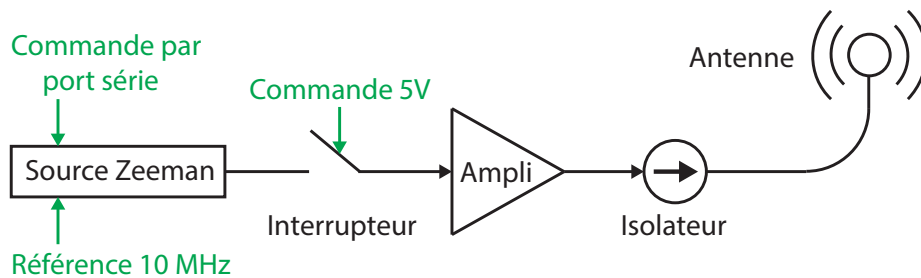 Commande par
port série
Source Zeeman
Référence 10 MHz
Commande 5V
Interrupteur
Ampli
Isolateur
Antenne